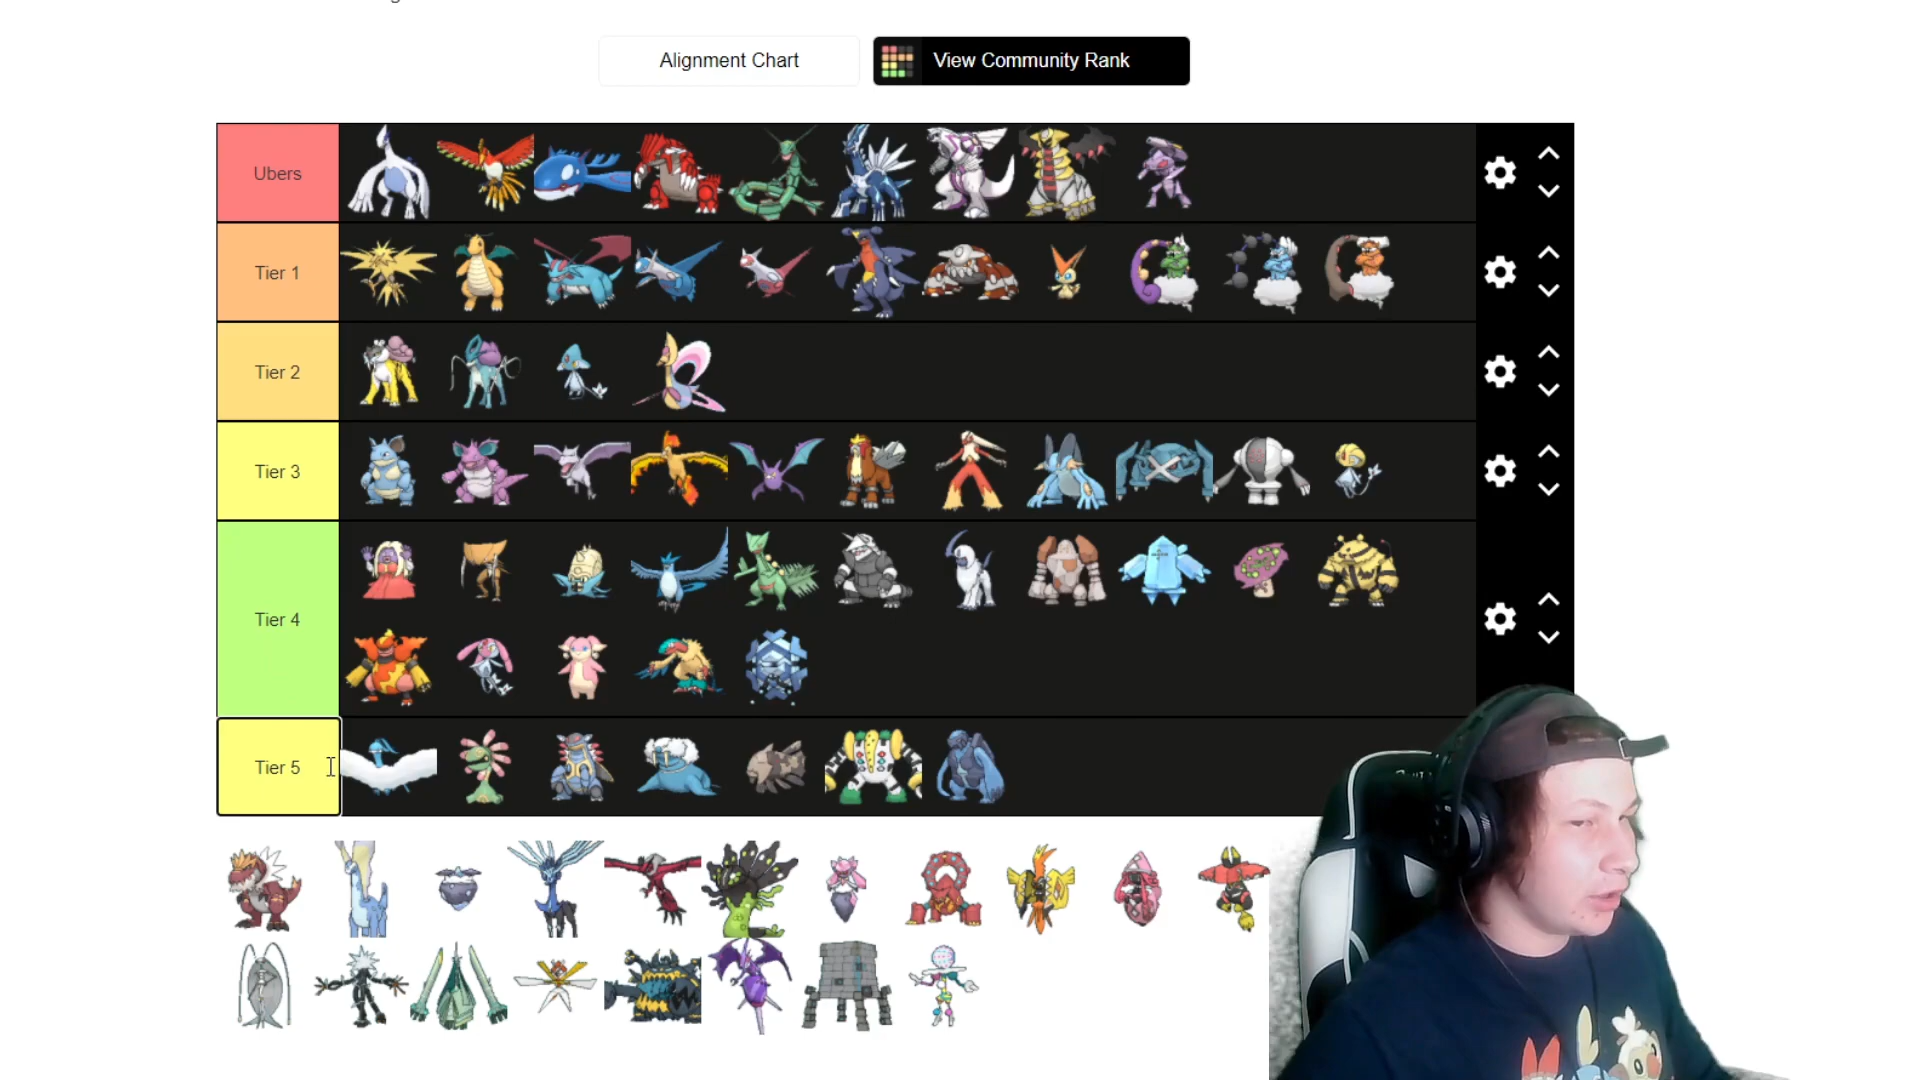 Alignment Chart
View Community Rank
Ubers
Tier 1
Tier 2
Tier 3
Tier 4
Tier 5